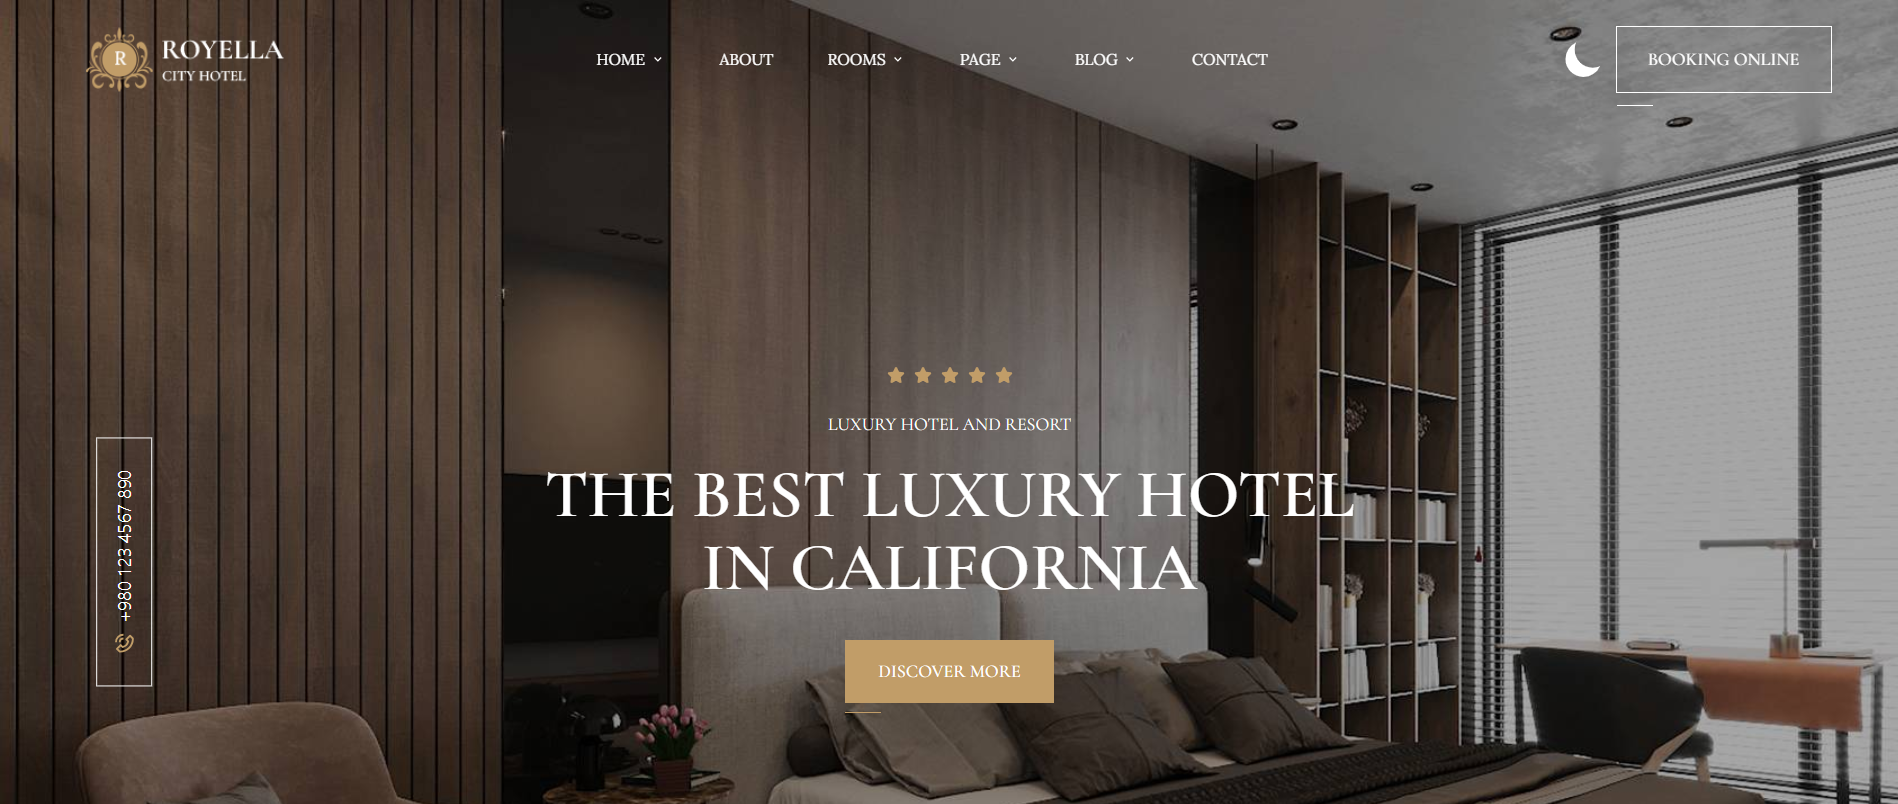 R
ROYELLA
CITY HOTEL
HOME
ABOUT
ROOMS
PAGE
BLOG
CONTACT
BOOKING ONLINE
LUXURY HOTEL AND RESORT
THE BEST LUXURY HOTEL
IN CALIFORNIA
DISCOVER MORE
+980 123 4567 890